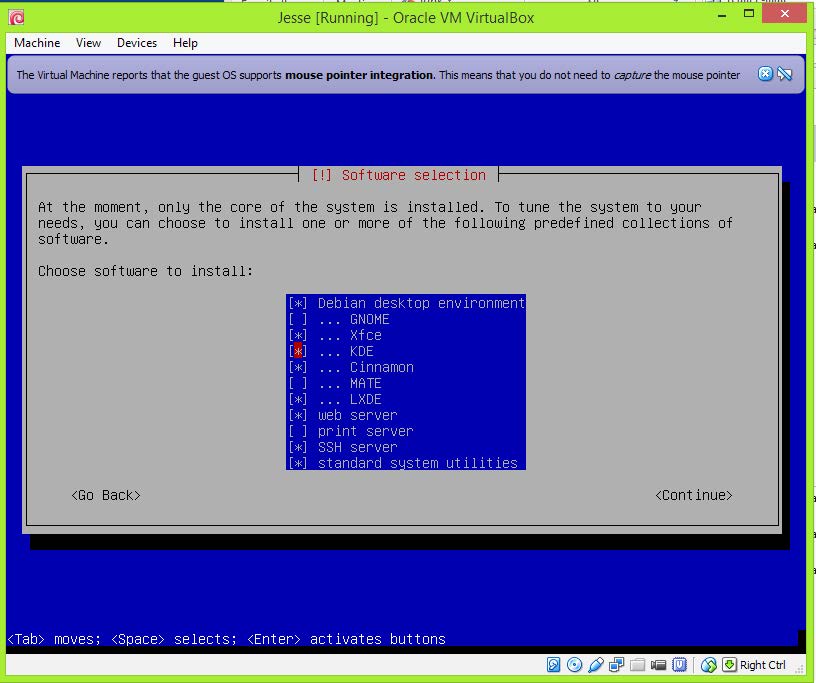 Jesse [Running] - Oracle VM VirtualBox
Machine View Devices Help
The Virtual Machine reports that the guest OS supports mouse pointer integration. This means that you do not need to capture the mouse pointer
[!] Software selection
At the moment, only the core of the system is installed. To tune the system to your
needs, you can choose to install one or more of the following predefined collections of
software.
Choose software to install:
[*] Debian desktop environment
[ ] ... GNOME
[*] ... Xfce
[*] ... KDE
[*] ... Cinnamon
[ ] ... MATE
[*] ... LXDE
[*] web server
[ ] print server
[*] SSH server
[*] standard system utilities
<Go Back> <Continue>
<Tab> moves; <Space> selects; <Enter> activates buttons
Right Ctrl